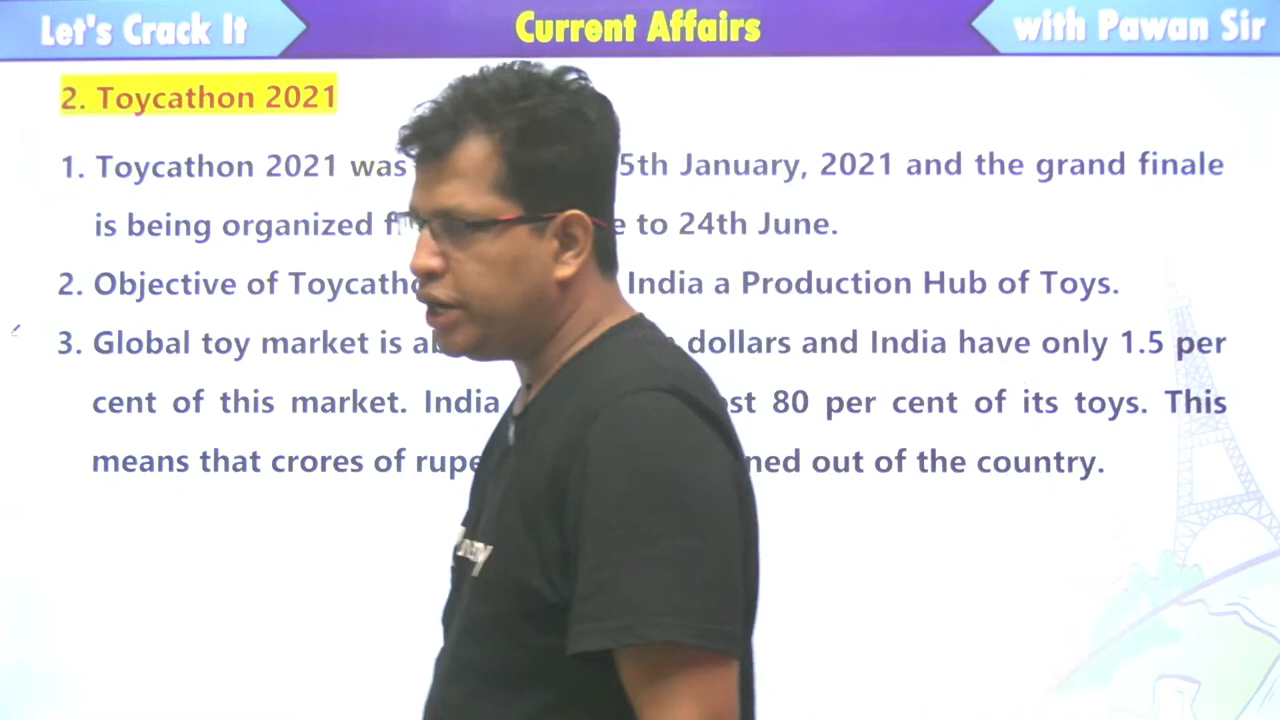 Let's Crack It
Current Affairs
with Pawan Sir
2. Toycathon 2021
1. Toycathon 2021 was 5th January, 2021 and the grand finale
is being organized to 24th June.
2. Objective of India a Production Hub of Toys.
3. Global toy market is dollars and India have only 1.5 per
cent of this market. India 80 per cent of its toys. This
means that crores of out of the country.